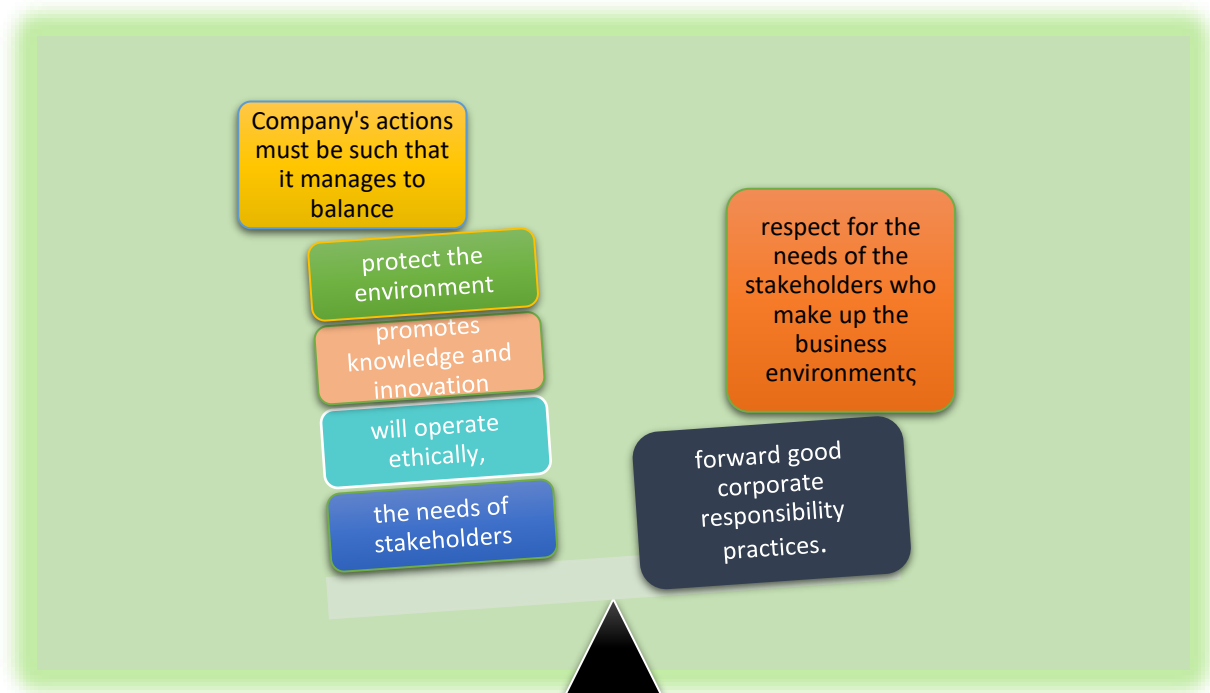 Company's actions
must be such that
it manages to
balance
protect the
environment
promotes
knowledge and
innovation
will operate
ethically,
the needs of
stakeholders
respect for the
needs of the
stakeholders who
make up the
business
environmentς
forward good
corporate
responsibility
practices.